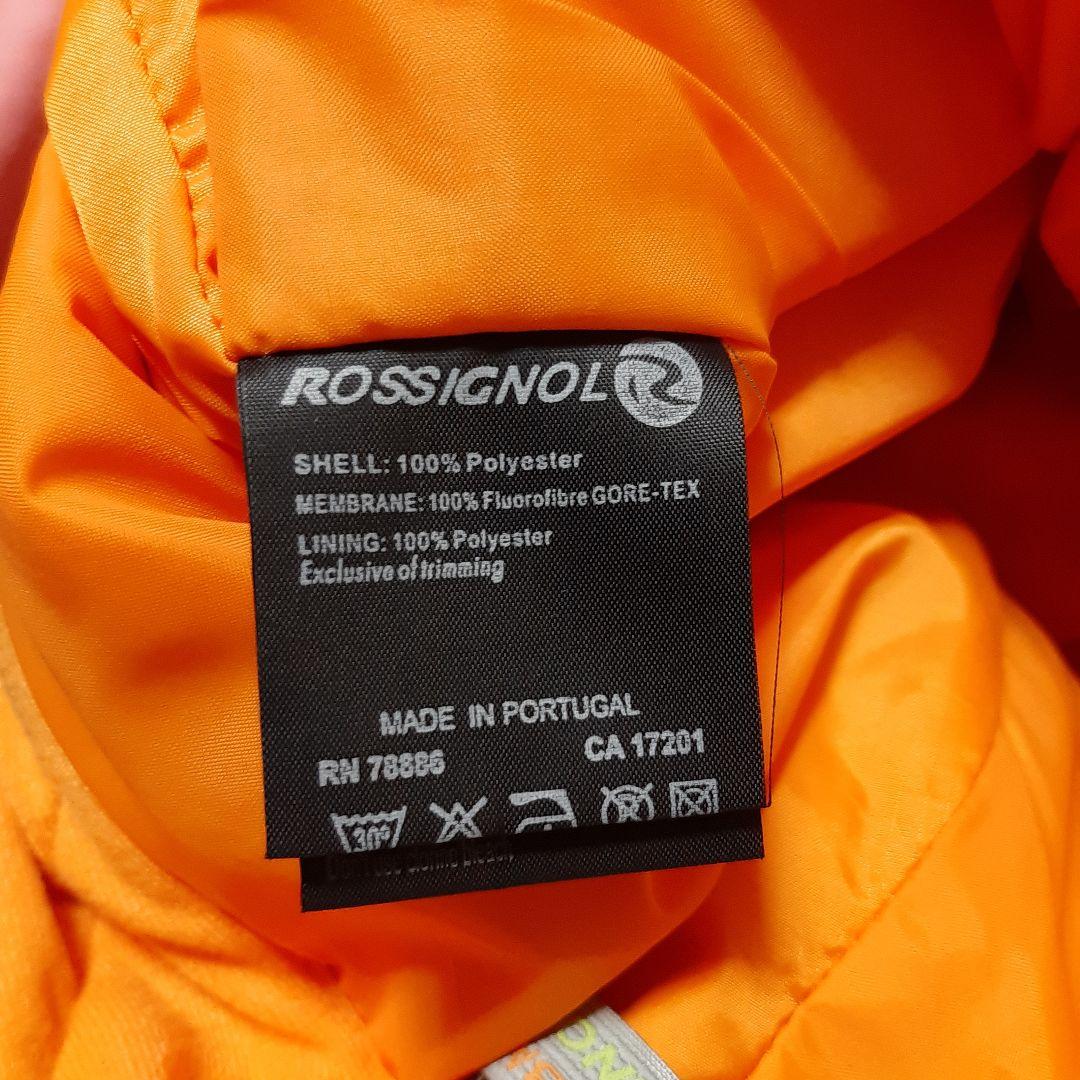 ROSSIGNOL
SHELL: 100% Polyester
MEMBRANE: 100% Fluorofibre GORE-TEX
LINING: 100% Polyester
Exclusive of trimming
MADE IN PORTUGAL
RN 78886 CA 17201
30°